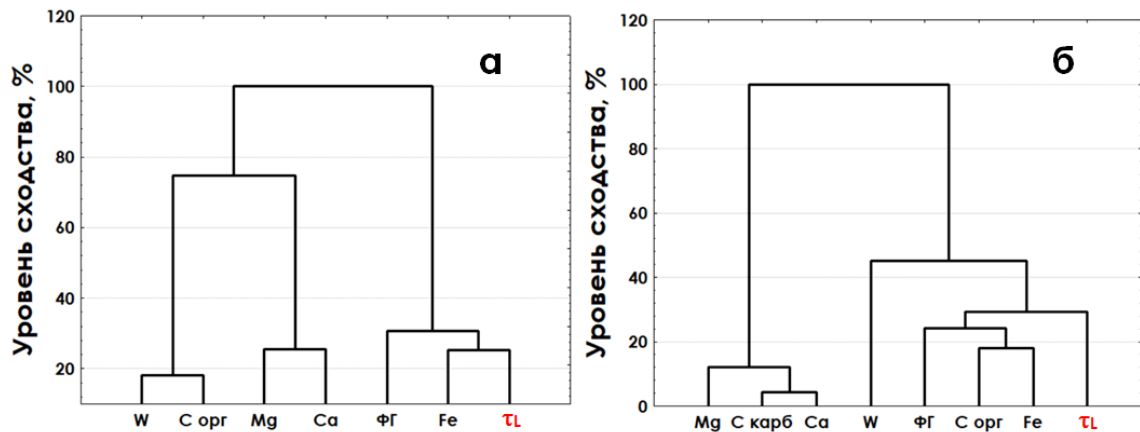 Уровень сходства, %
120
100
80
60
40
20
а
W С орг Mg Ca ФГ Fe τL
Уровень сходства, %
120
100
80
60
40
20
0
б
Mg С карб Ca W ФГ С орг Fe τL